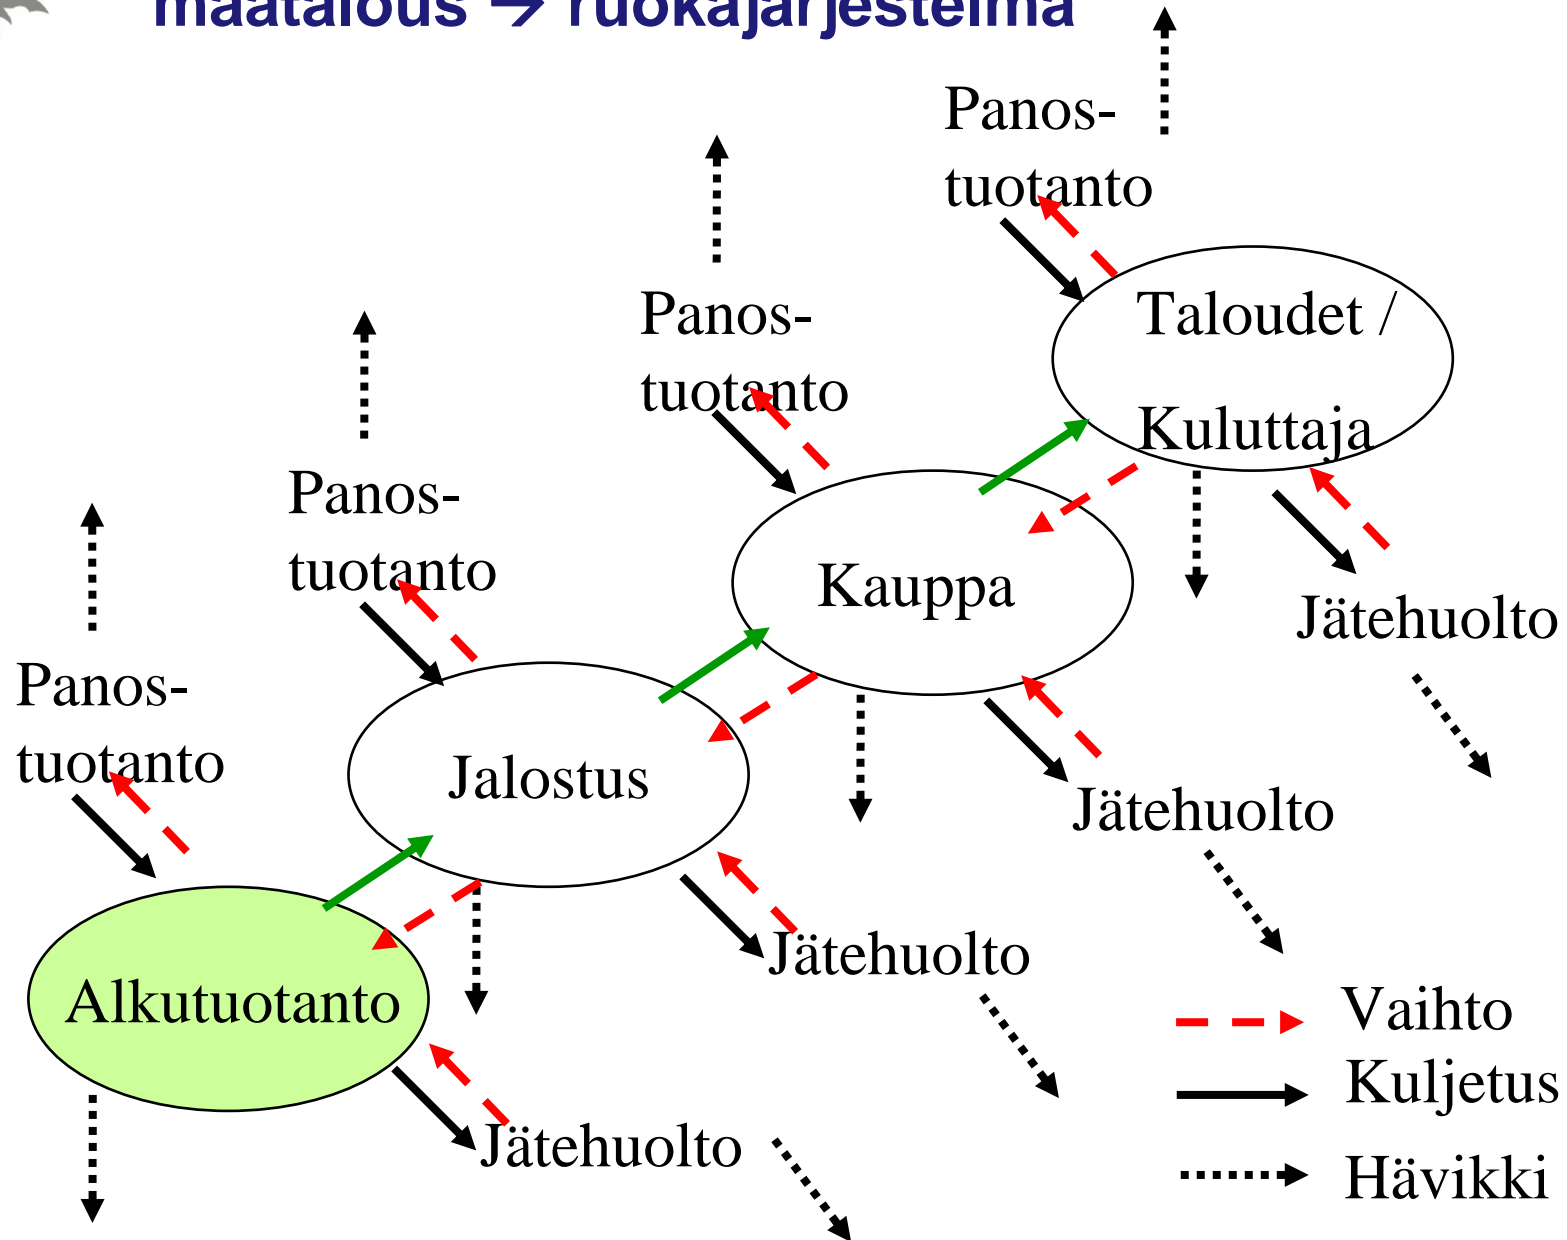 maatalous → ruokajärjestelmä
Panos-
tuotanto
Taloudet /
Kuluttaja
Panos-
tuotanto
Kauppa
Jätehuolto
Panos-
tuotanto
Jalostus
Jätehuolto
Panos-
tuotanto
Alkutuotanto
Jätehuolto
Jätehuolto
Vaihto
Kuljetus
Hävikki